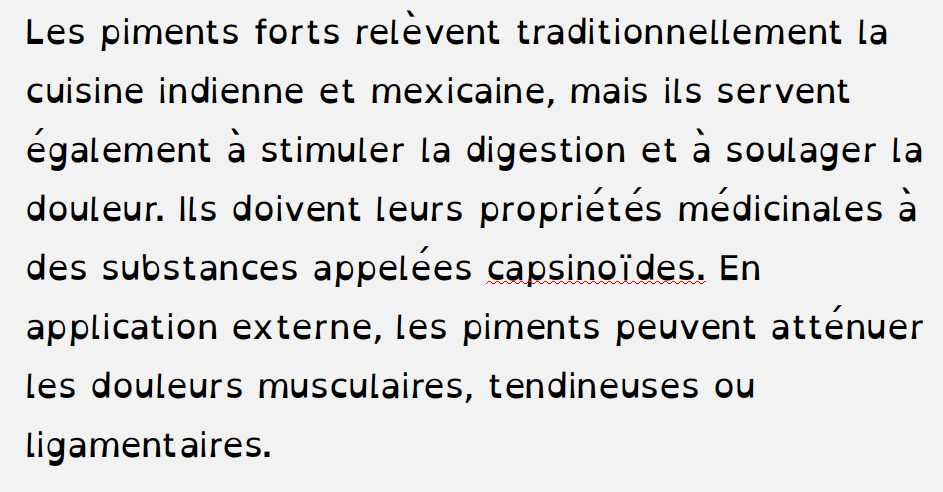 Les piments forts relèvent traditionnellement la
cuisine indienne et mexicaine, mais ils servent
également à stimuler la digestion et à soulager la
douleur. Ils doivent leurs propriétés médicinales à
des substances appelées capsinoïdes. En
application externe, les piments peuvent atténuer
les douleurs musculaires, tendineuses ou
ligamentaires.